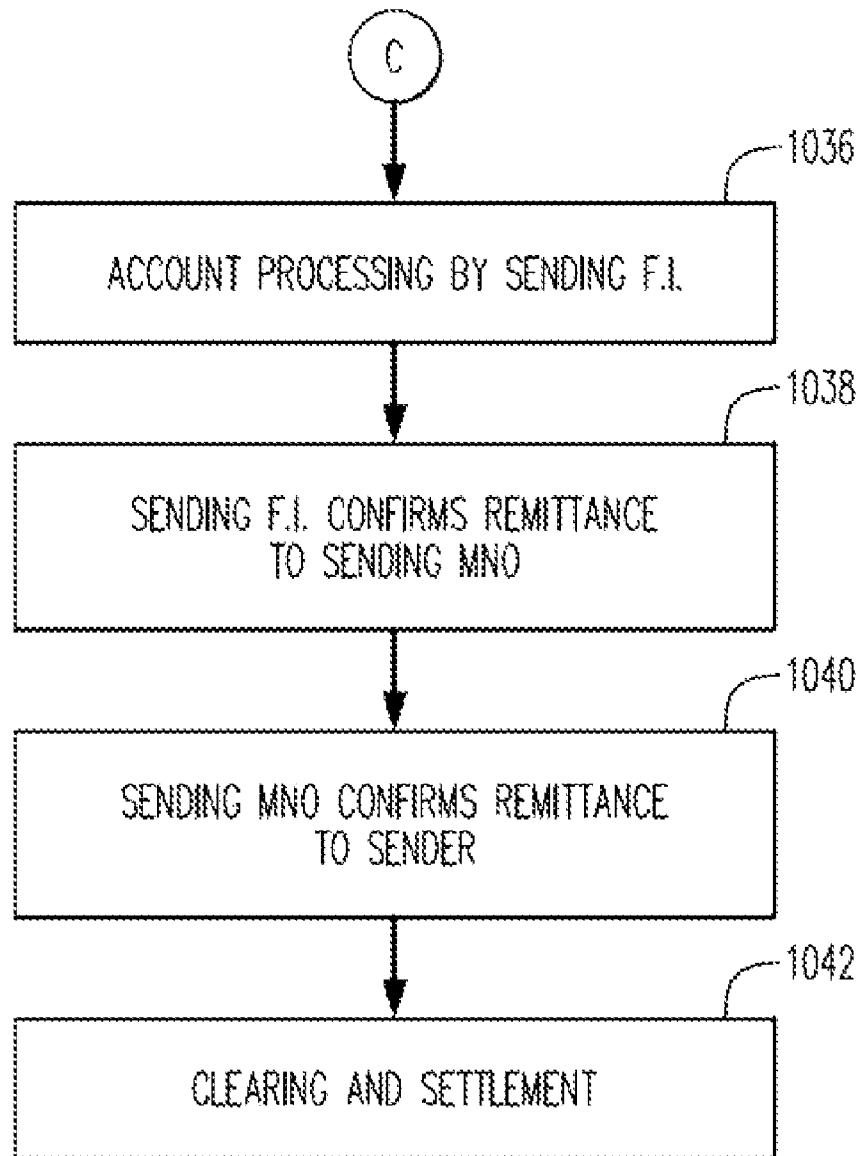 C
1036
ACCOUNT PROCESSING BY SENDING F.I.
1038
SENDING F.I. CONFIRMS REMITTANCE
TO SENDING MNO
1040
SENDING MNO CONFIRMS REMITTANCE
TO SENDER
1042
CLEARING AND SETTLEMENT